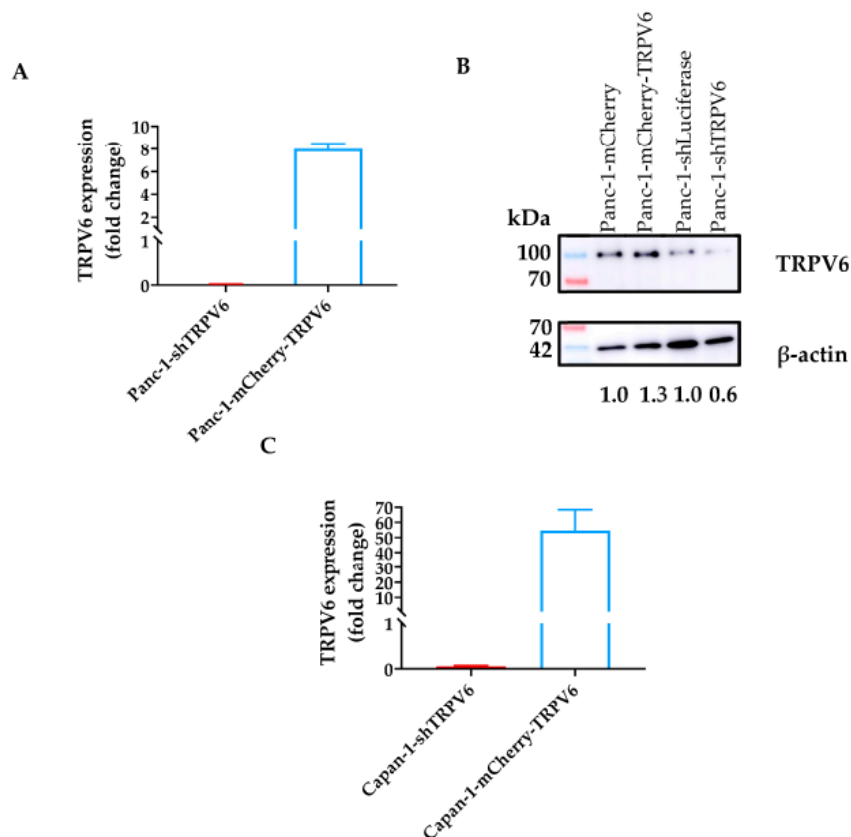 A
TRPV6 expression
(fold change)
10
8
6
4
2
1
0
Panc-1-shTRPV6
Panc-1-mCherry-TRPV6
B
Panc-1-mCherry
Panc-1-mCherry-TRPV6
Panc-1-shLuciferase
Panc-1-shTRPV6
kDa
100
70
TRPV6
70
42
β-actin
1.0 1.3 1.0 0.6
C
TRPV6 expression
(fold change)
70
60
50
40
30
20
10
1
0
Capan-1-shTRPV6
Capan-1-mCherry-TRPV6